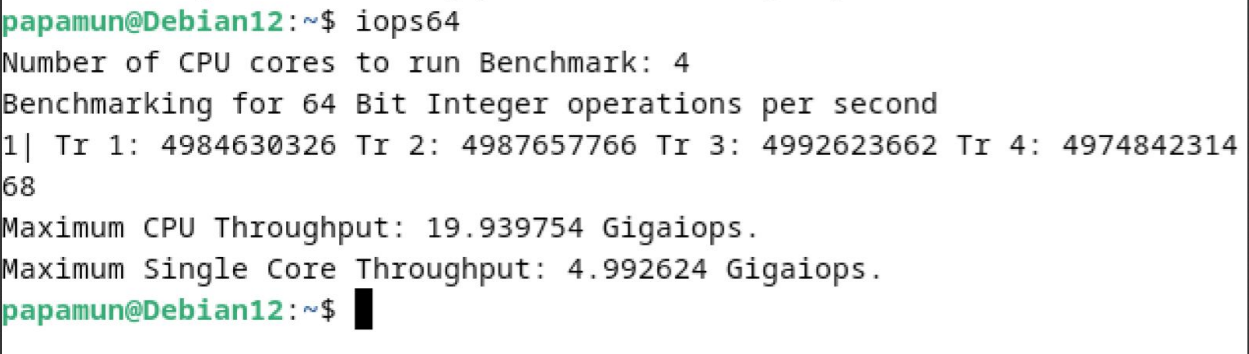 papamun@Debian12:~$ iops64
Number of CPU cores to run Benchmark: 4
Benchmarking for 64 Bit Integer operations per second
1| Tr 1: 4984630326 Tr 2: 4987657766 Tr 3: 4992623662 Tr 4: 4974842314
68
Maximum CPU Throughput: 19.939754 Gigaiops.
Maximum Single Core Throughput: 4.992624 Gigaiops.
papamun@Debian12:~$